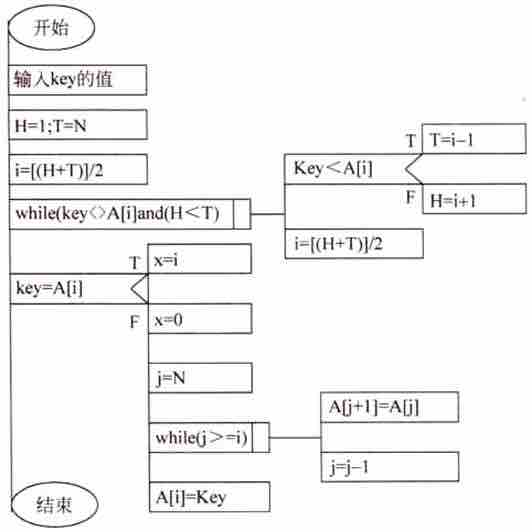 开始
输入key的值
H=1;T=N
i=[(H+T)]/2
while(key<>A[i]and(H<T)
Key<A[i]
T
T=i-1
F
H=i+1
i=[(H+T)]/2
key=A[i]
T
x=i
F
x=0
j=N
while(j>=i)
A[j+1]=A[j]
j=j-1
A[i]=Key
结束